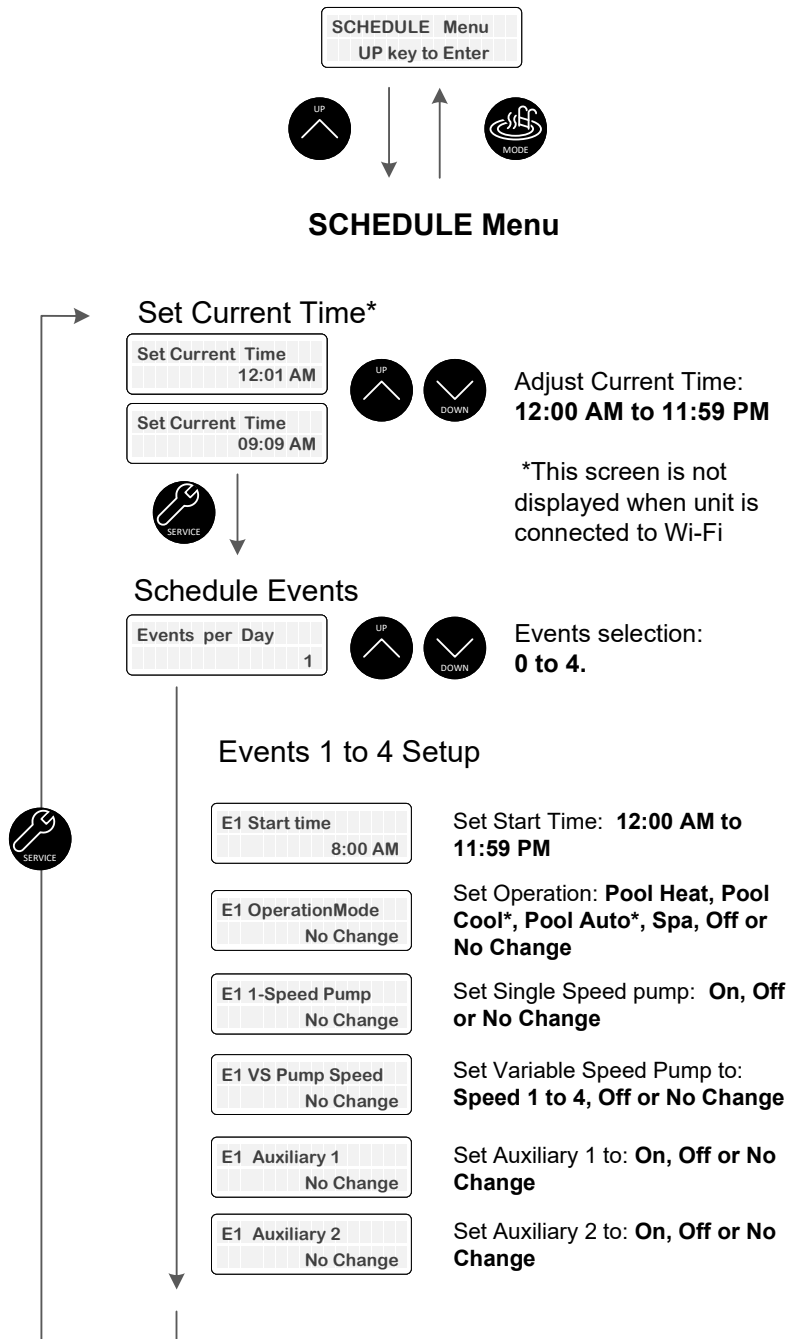 SCHEDULE Menu
UP key to Enter
UP
MODE
SCHEDULE Menu
Set Current Time*
Set Current Time
12:01 AM
UP
DOWN
Adjust Current Time:
12:00 AM to 11:59 PM
Set Current Time
09:09 AM
*This screen is not
displayed when unit is
connected to Wi-Fi
SERVICE
Schedule Events
Events per Day
1
UP
DOWN
Events selection:
0 to 4.
Events 1 to 4 Setup
SERVICE
E1 Start time
8:00 AM
Set Start Time: 12:00 AM to
11:59 PM
E1 OperationMode
No Change
Set Operation: Pool Heat, Pool
Cool*, Pool Auto*, Spa, Off or
No Change
E1 1-Speed Pump
No Change
Set Single Speed pump: On, Off
or No Change
E1 VS Pump Speed
No Change
Set Variable Speed Pump to:
Speed 1 to 4, Off or No Change
E1 Auxiliary 1
No Change
Set Auxiliary 1 to: On, Off or No
Change
E1 Auxiliary 2
No Change
Set Auxiliary 2 to: On, Off or No
Change